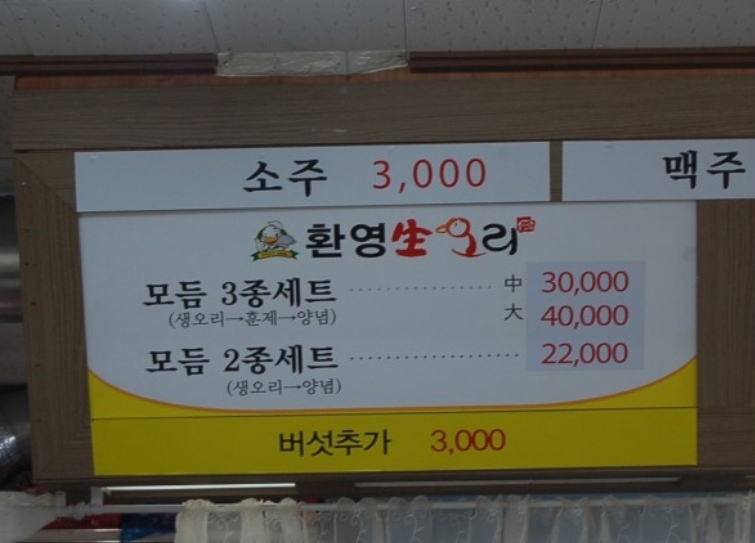 소주 3,000
맥주
환영生오리
모듬 3종세트 ················ 中 30,000
(생오리→훈제→양념) 大 40,000
모듬 2종세트 ··················· 22,000
(생오리→양념)
버섯추가 3,000